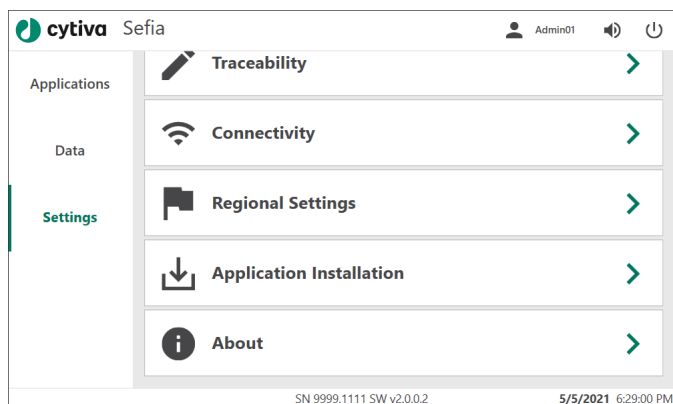 cytiva Sefia
Admin01
Applications
Data
Settings
Traceability
Connectivity
Regional Settings
Application Installation
About
SN 9999.1111 SW v2.0.0.2
5/5/2021 6:29:00 PM